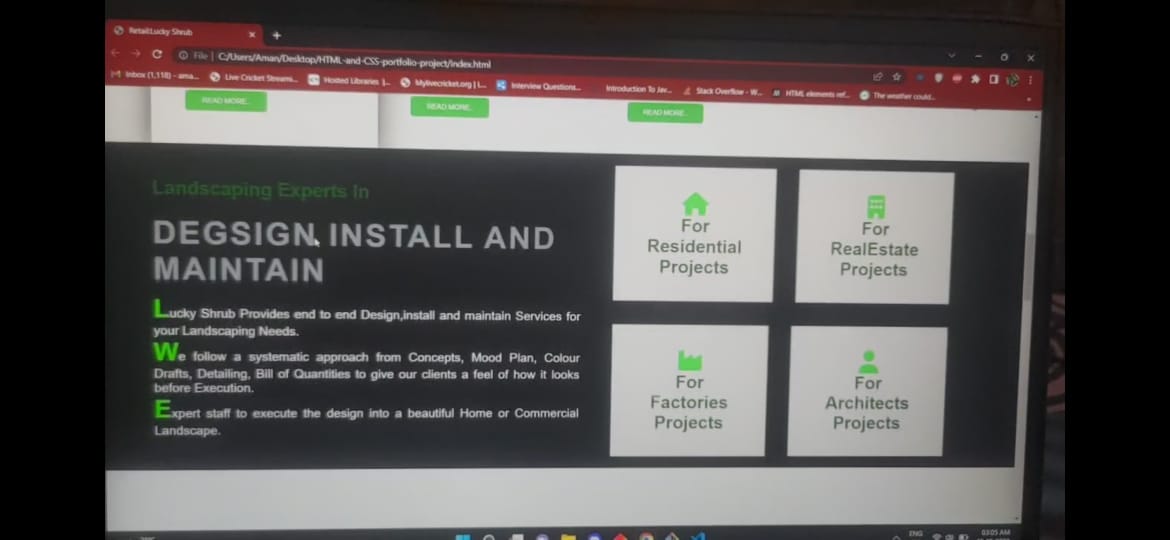 Retail:Lucky Shrub
File | C:/Users/Aman/Desktop/HTML-and-CSS-portfolio-project/index.html
Inbox (1,118) - ama...
Live Cricket Streami...
Hosted Libraries |...
Mylivecricket.org | L...
Interview Questions...
Introduction To Jav...
Stack Overflow - W...
HTML elements ref...
The weather could...
READ MORE..
READ MORE..
READ MORE..
Landscaping Experts In
DEGSIGN, INSTALL AND
MAINTAIN
Lucky Shrub Provides end to end Design,install and maintain Services for
your Landscaping Needs.
We follow a systematic approach from Concepts, Mood Plan, Colour
Drafts, Detailing, Bill of Quantities to give our clients a feel of how it looks
before Execution.
Expert staff to execute the design into a beautiful Home or Commercial
Landscape.
For
Residential
Projects
For
RealEstate
Projects
For
Factories
Projects
For
Architects
Projects
ENG
03:05 AM